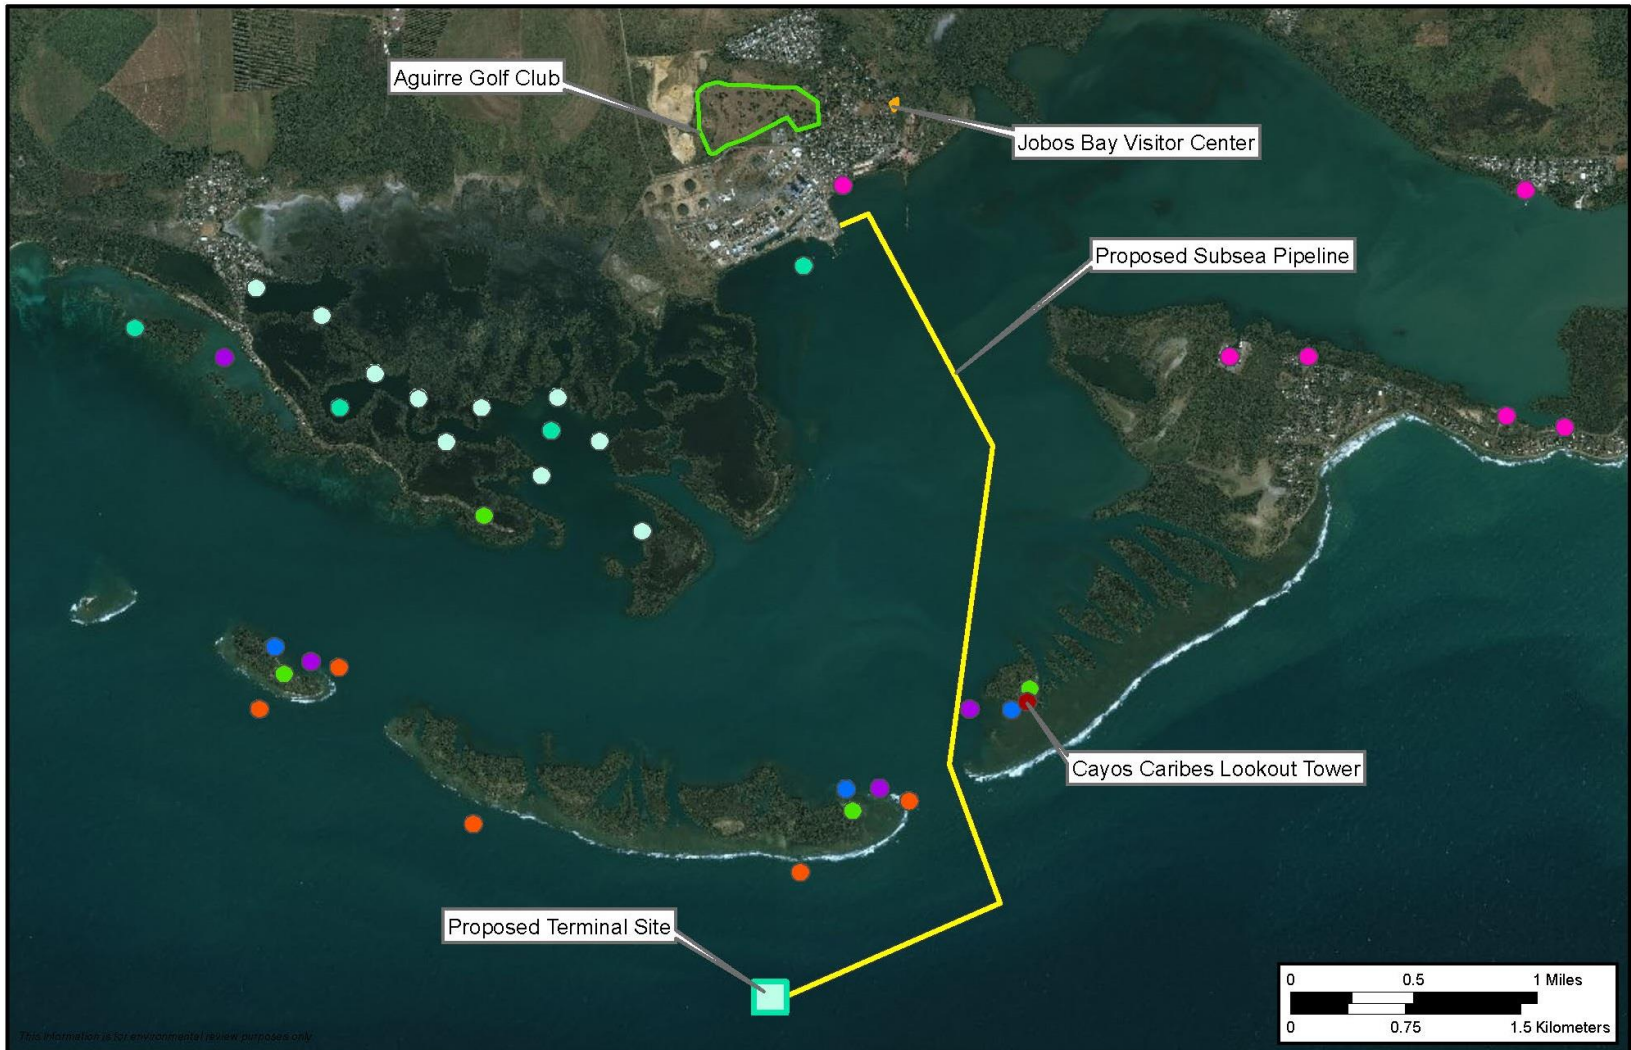 Aguirre Golf Club
Jobos Bay Visitor Center
Proposed Subsea Pipeline
Cayos Caribes Lookout Tower
Proposed Terminal Site
0 0.5 1 Miles
0 0.75 1.5 Kilometers
This information is for environmental review purposes only.